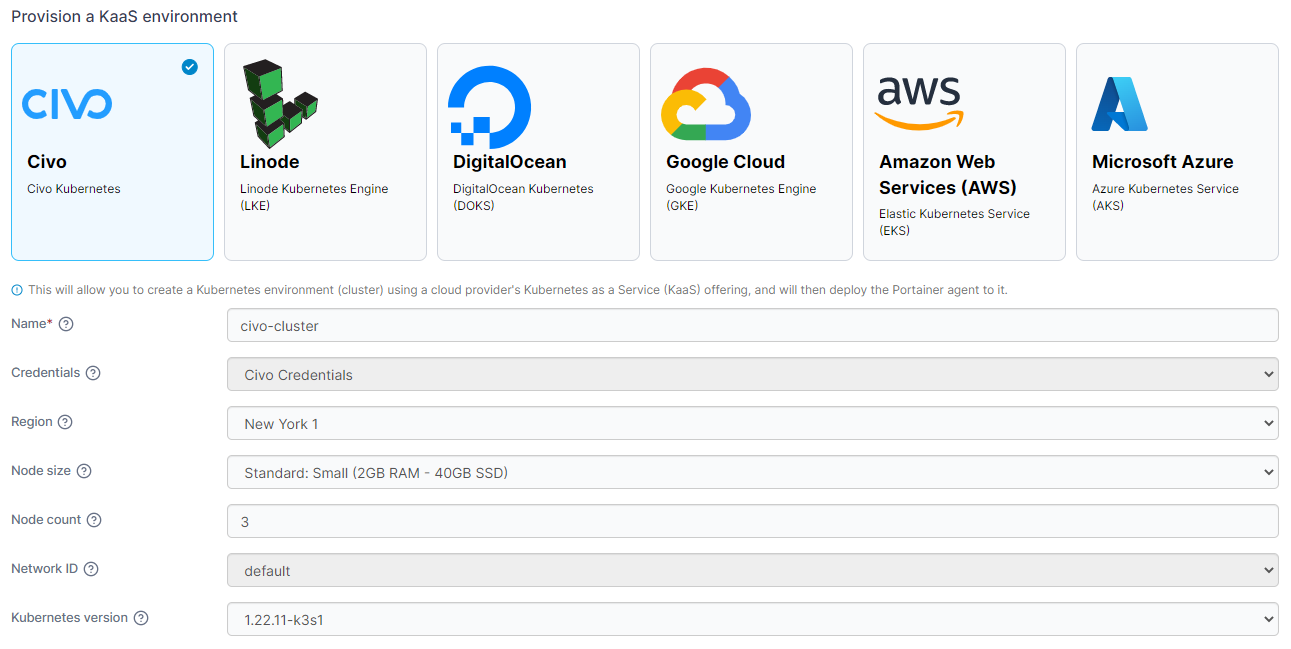 Provision a KaaS environment
CIVO
aws
Civo
Linode
DigitalOcean
Google Cloud
Amazon Web
Services (AWS)
Microsoft Azure
Civo Kubernetes
Linode Kubernetes Engine
(LKE)
DigitalOcean Kubernetes
(DOKS)
Google Kubernetes Engine
(GKE)
Elastic Kubernetes Service
(EKS)
Azure Kubernetes Service
(AKS)
This will allow you to create a Kubernetes environment (cluster) using a cloud provider's Kubernetes as a Service (KaaS) offering, and will then deploy the Portainer agent to it.
Name* civo-cluster
Credentials Civo Credentials
Region New York 1
Node size Standard: Small (2GB RAM - 40GB SSD)
Node count 3
Network ID default
Kubernetes version 1.22.11-k3s1